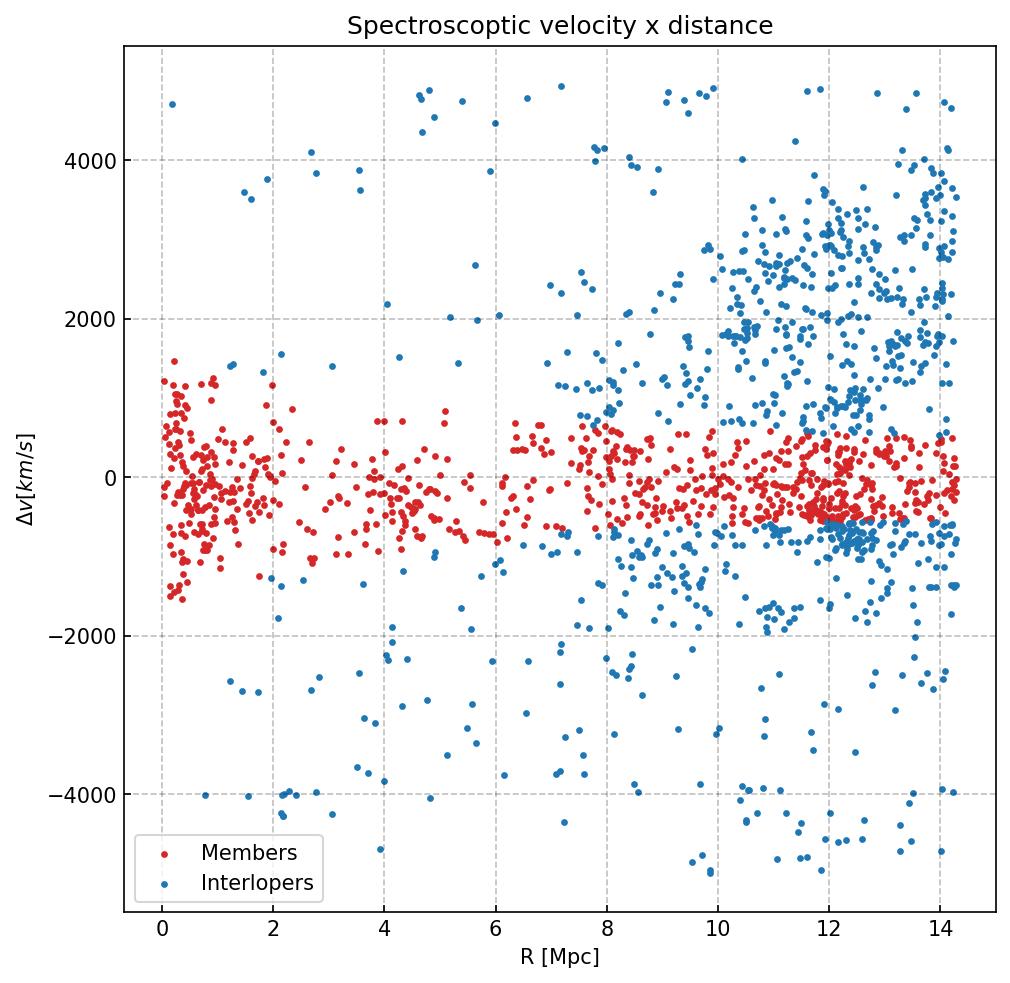 Spectroscoptic velocity x distance
Δv[km/s]
4000
2000
0
−2000
−4000
Members
Interlopers
0 2 4 6 8 10 12 14
R [Mpc]